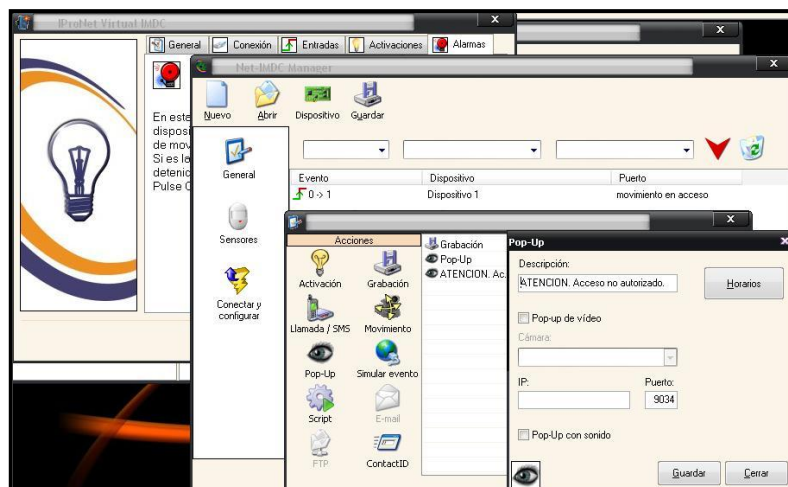 IProNet Virtual IMDC
X
General
Conexión
Entradas
Activaciones
Alarmas
En esta
disposi
de mov
Si es la
detenic
Pulse C
X
Net-IMDC Manager
X
Nuevo
Abrir
Dispositivo
Guardar
General
Sensores
Conectar y
configurar
Evento
Dispositivo
Puerto
0 -> 1
Dispositivo 1
movimiento en acceso
X
Acciones
Activación
Grabación
Llamada / SMS
Movimiento
Pop-Up
Simular evento
Script
E-mail
FTP
ContactID
Grabación
Pop-Up
ATENCION. Ac.
Pop-Up
x
Descripción:
ATENCION. Acceso no autorizado.
Horarios
Pop-up de vídeo
Cámara:
IP:
Puerto:
9034
Pop-Up con sonido
Guardar
Cerrar